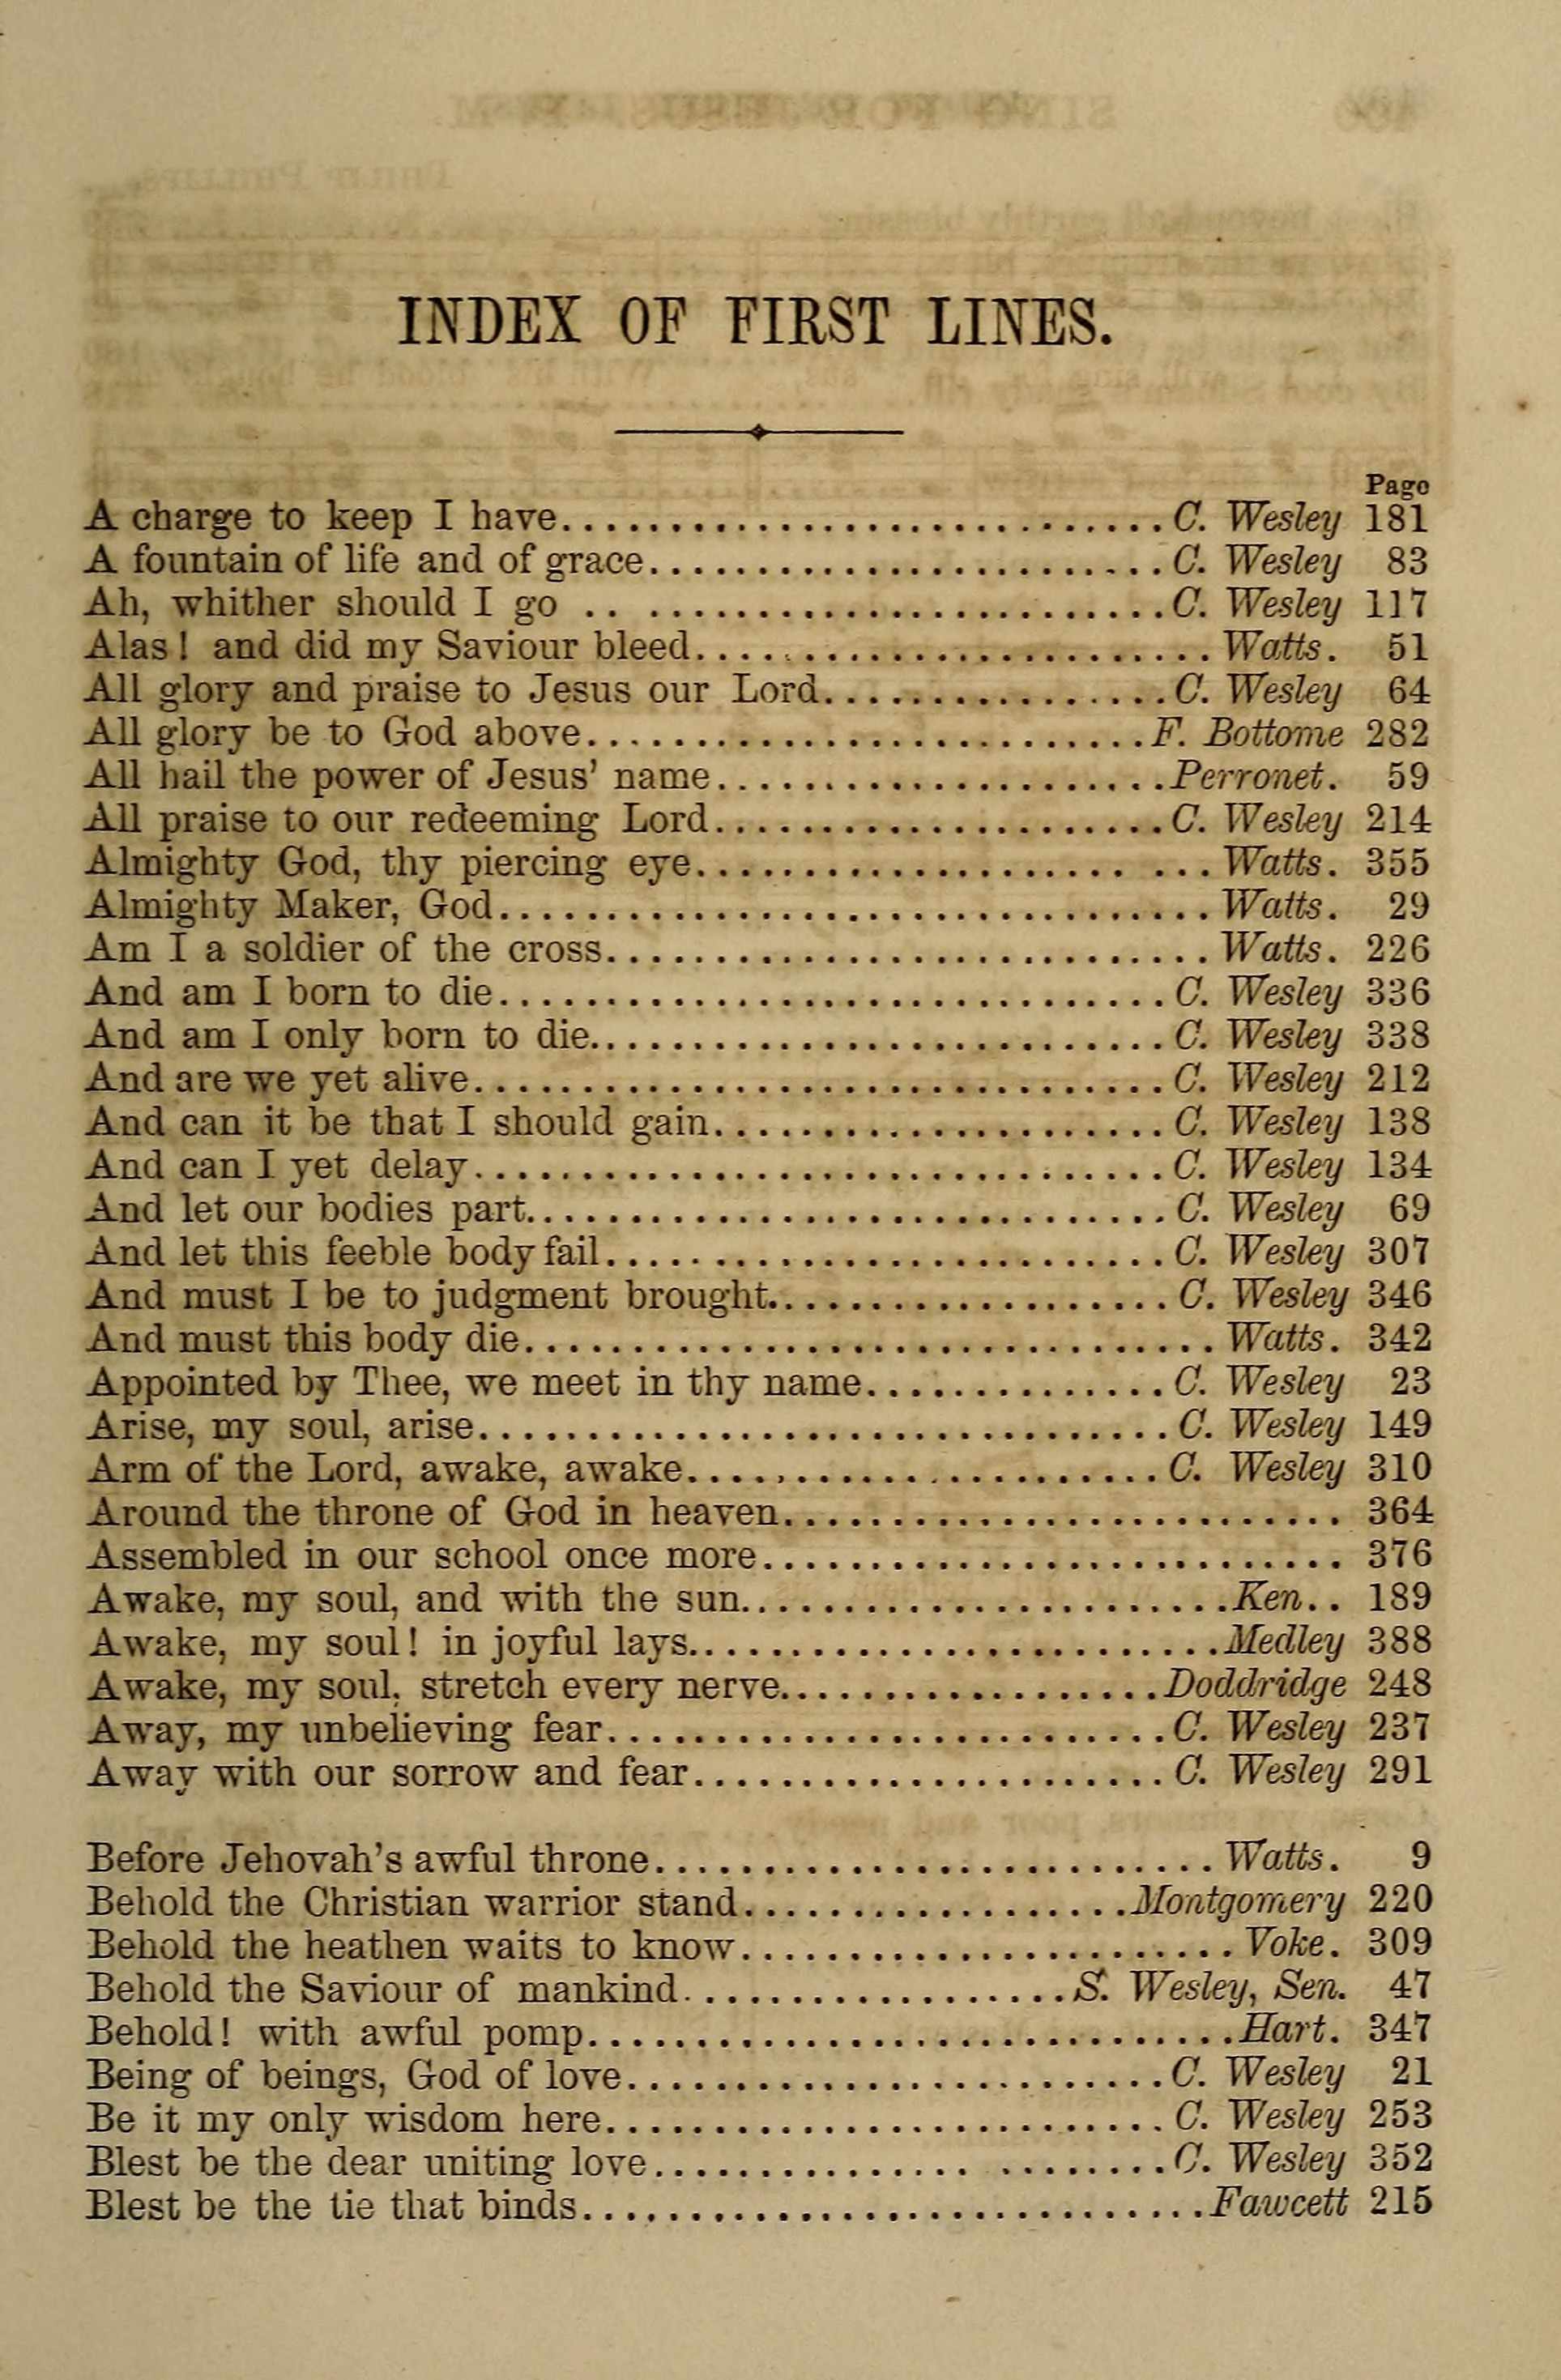 INDEX OF FIRST LINES.
Page
A charge to keep I have............................C. Wesley 181
A fountain of life and of grace........................C. Wesley 83
Ah, whither should I go .. ........................C. Wesley 117
Alas! and did my Saviour bleed........................Watts. 51
All glory and praise to Jesus our Lord................C. Wesley 64
All glory be to God above..........................F. Bottome 282
All hail the power of Jesus' name.....................Perronet. 59
All praise to our redeeming Lord.....................C. Wesley 214
Almighty God, thy piercing eye.................... ...Watts. 355
Almighty Maker, God.................................Watts. 29
Am I a soldier of the cross............................Watts. 226
And am I born to die...............................C. Wesley 336
And am I only born to die...........................C. Wesley 338
And are we yet alive................................C. Wesley 212
And can it be that I should gain.....................C. Wesley 138
And can I yet delay................................C. Wesley 134
And let our bodies part..............................C. Wesley 69
And let this feeble body fail..........................C. Wesley 307
And must I be to judgment brought...................C. Wesley 346
And must this body die................................Watts. 342
Appointed by Thee, we meet in thy name..............C. Wesley 23
Arise, my soul, arise................................C. Wesley 149
Arm of the Lord, awake, awake......................C. Wesley 310
Around the throne of God in heaven.......................... 364
Assembled in our school once more........................... 376
Awake, my soul, and with the sun.......................Ken.. 189
Awake, my soul! in joyful lays.........................Medley 388
Awake, my soul, stretch every nerve..................Doddridge 248
Away, my unbelieving fear..........................C. Wesley 237
Away with our sorrow and fear......................C. Wesley 291
Before Jehovah's awful throne..........................Watts. 9
Behold the Christian warrior stand..................Montgomery 220
Behold the heathen waits to know.......................Voke. 309
Behold the Saviour of mankind..................S. Wesley, Sen. 47
Behold! with awful pomp..............................Hart. 347
Being of beings, God of love.........................C. Wesley 21
Be it my only wisdom here..........................C. Wesley 253
Blest be the dear uniting love............... ........C. Wesley 352
Blest be the tie that binds.............................Fawcett 215